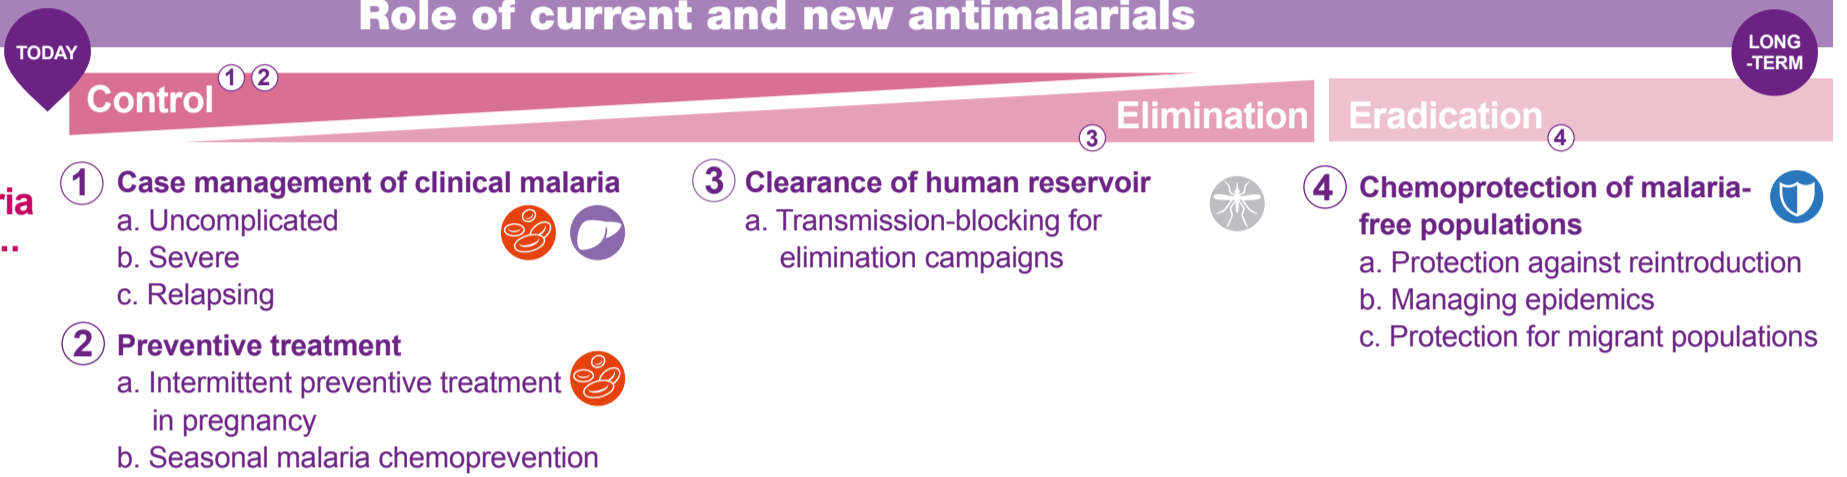 Role of current and new antimalarials
TODAY
LONG
-TERM
Control 1 2
Elimination
3
Eradication
4
ria
..
1 Case management of clinical malaria
a. Uncomplicated
b. Severe
c. Relapsing
2 Preventive treatment
a. Intermittent preventive treatment
in pregnancy
b. Seasonal malaria chemoprevention
3 Clearance of human reservoir
a. Transmission-blocking for
elimination campaigns
4 Chemoprotection of malaria-
free populations
a. Protection against reintroduction
b. Managing epidemics
c. Protection for migrant populations